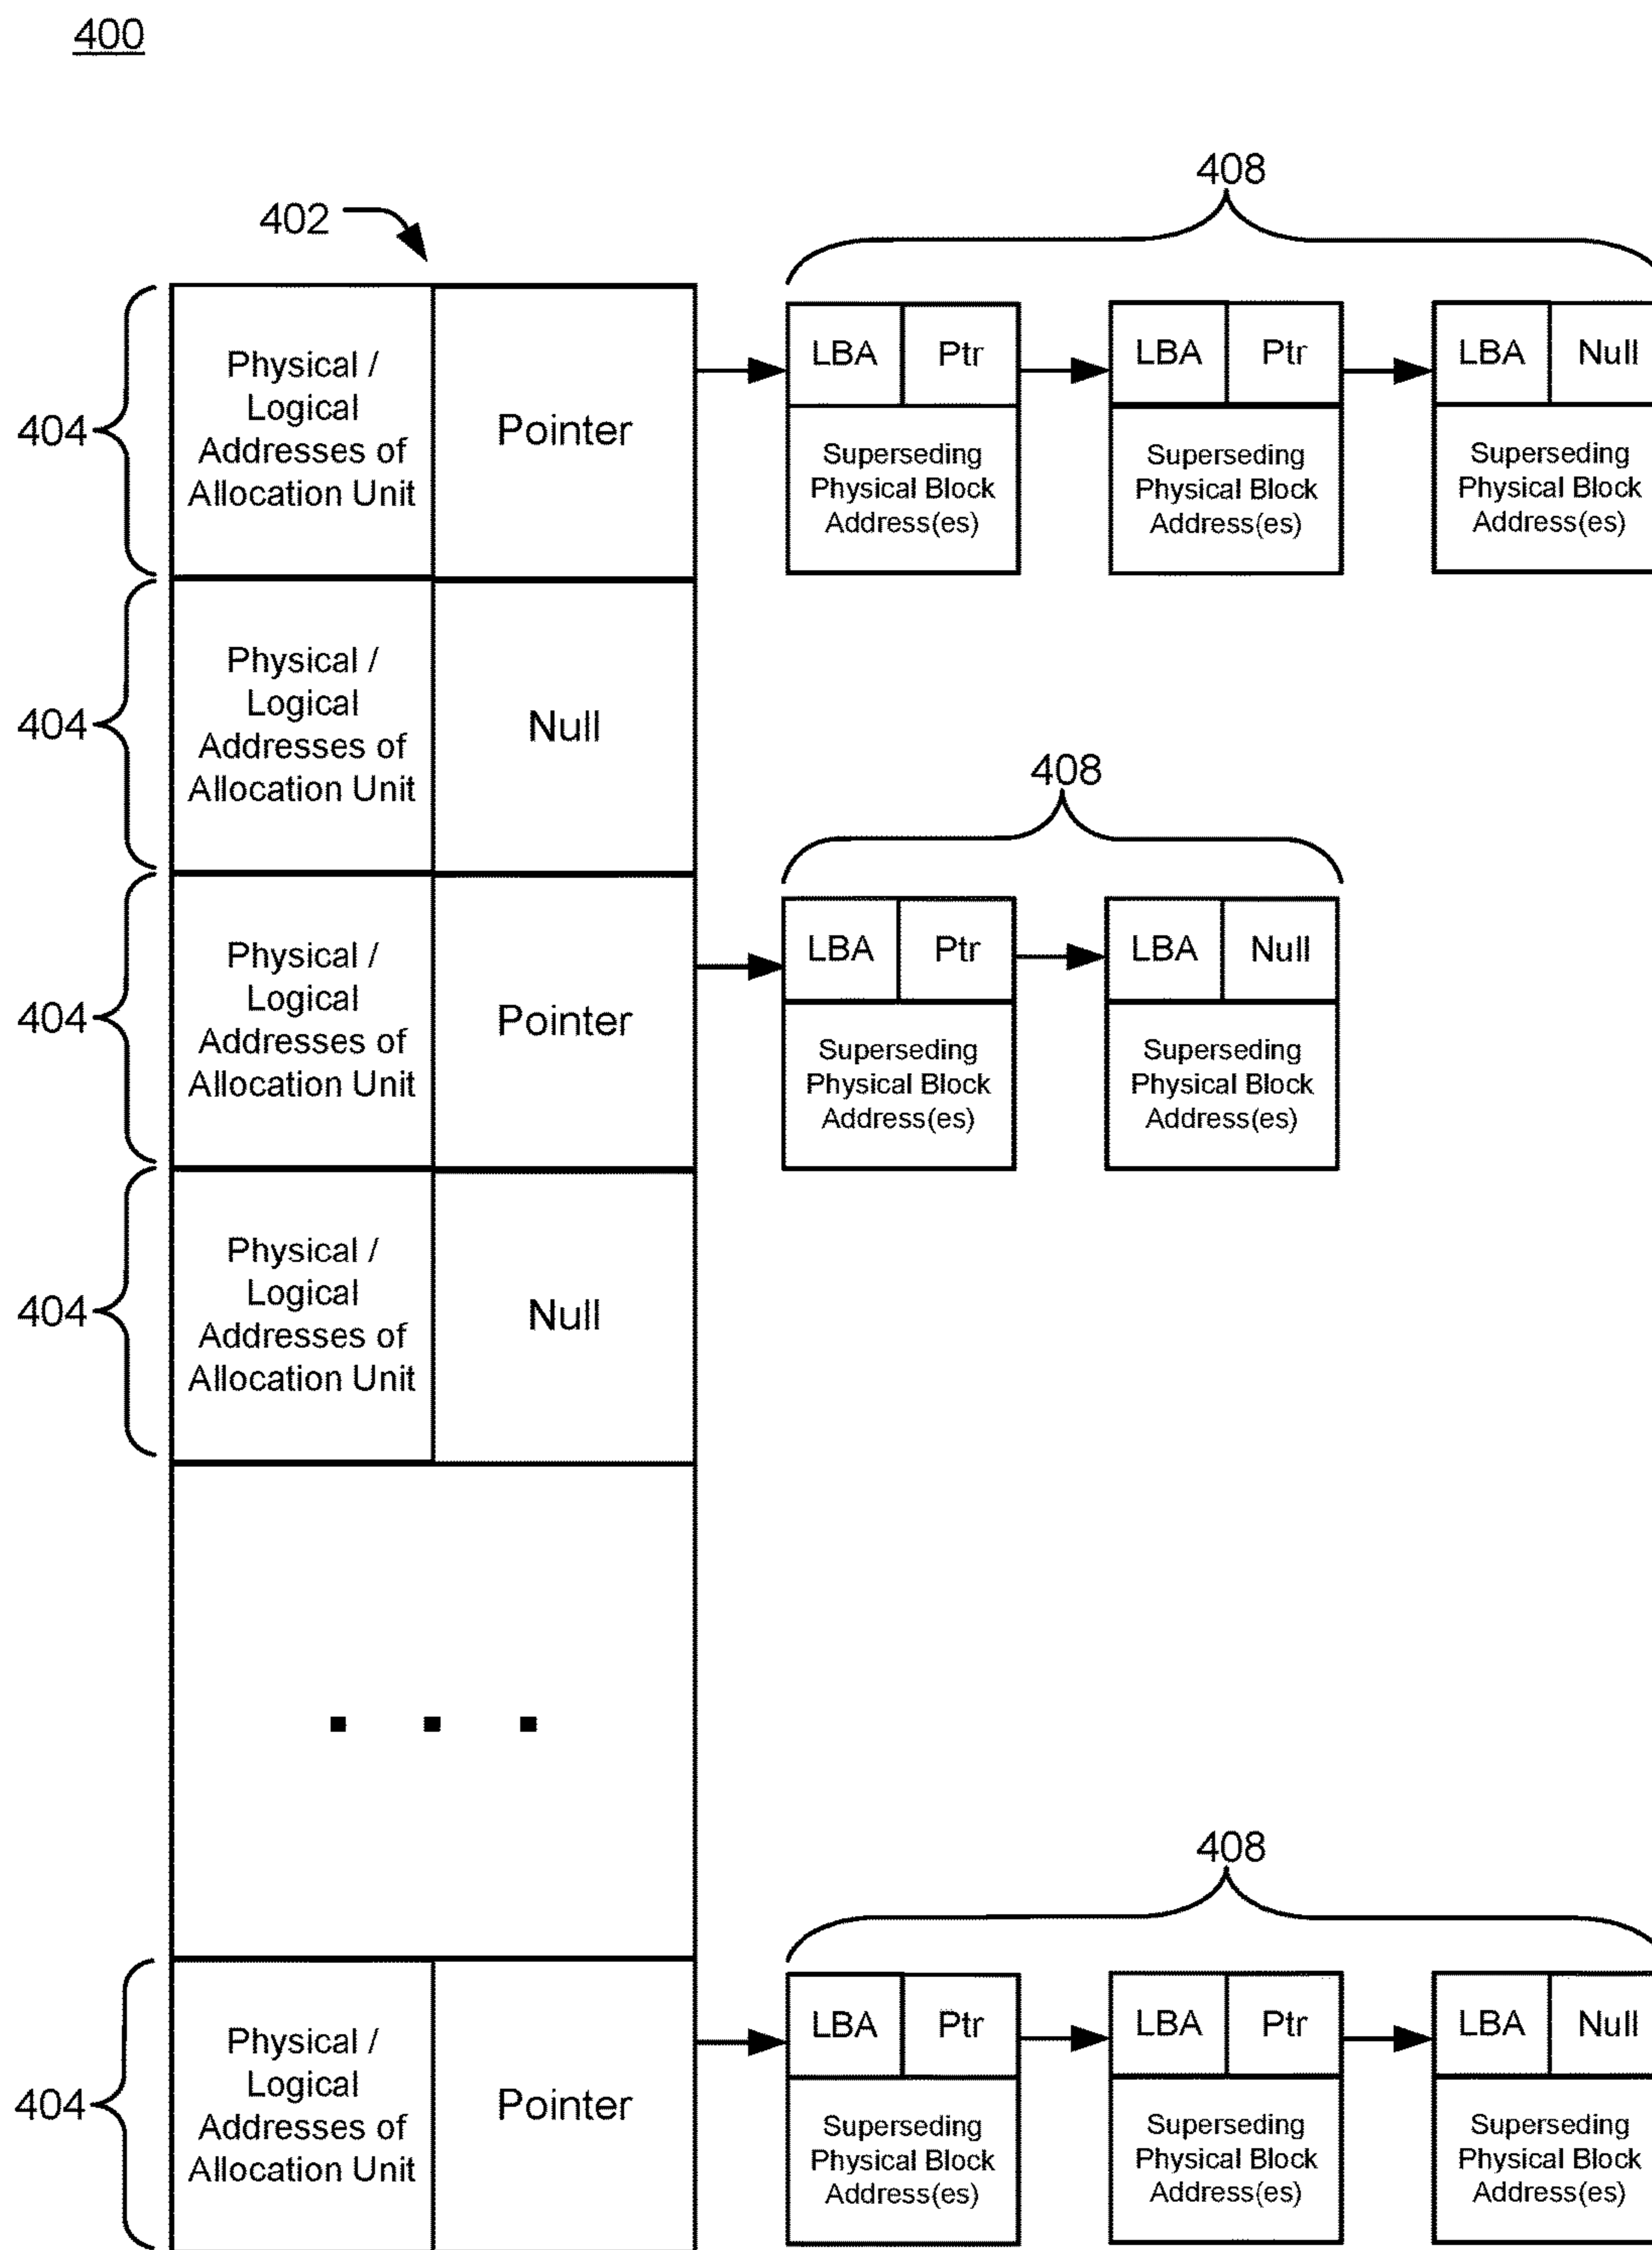 400
408
402
404
Physical /
Logical
Addresses of
Allocation Unit
Pointer
LBA
Ptr
Superseding
Physical Block
Address(es)
LBA
Ptr
Superseding
Physical Block
Address(es)
LBA
Null
Superseding
Physical Block
Address(es)
404
Physical /
Logical
Addresses of
Allocation Unit
Null
408
404
Physical /
Logical
Addresses of
Allocation Unit
Pointer
LBA
Ptr
Superseding
Physical Block
Address(es)
LBA
Null
Superseding
Physical Block
Address(es)
404
Physical /
Logical
Addresses of
Allocation Unit
Null
. . .
408
404
Physical /
Logical
Addresses of
Allocation Unit
Pointer
LBA
Ptr
Superseding
Physical Block
Address(es)
LBA
Ptr
Superseding
Physical Block
Address(es)
LBA
Null
Superseding
Physical Block
Address(es)